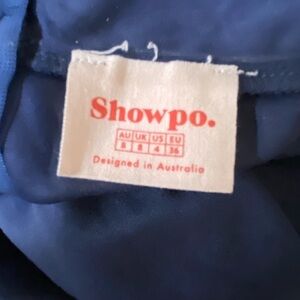 Showpo.
AU UK US EU
8 8 4 36
Designed in Australia